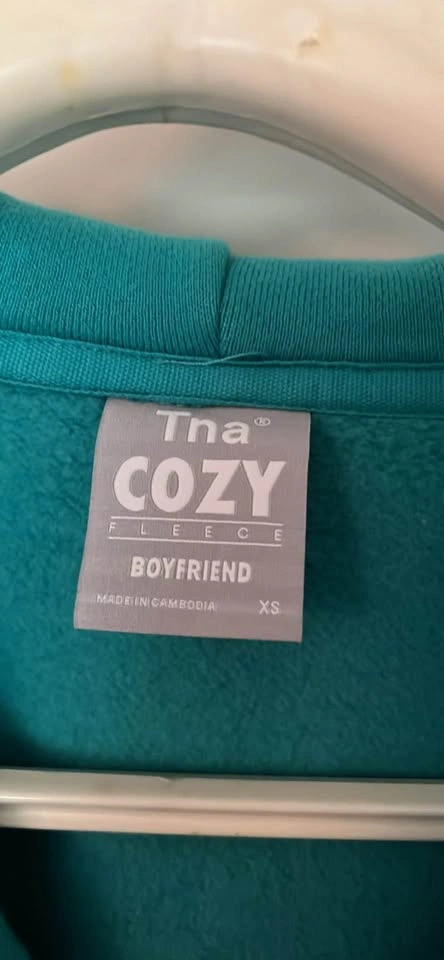 Tna®
COZY
FLEECE
BOYFRIEND
MADE IN CAMBODIA XS